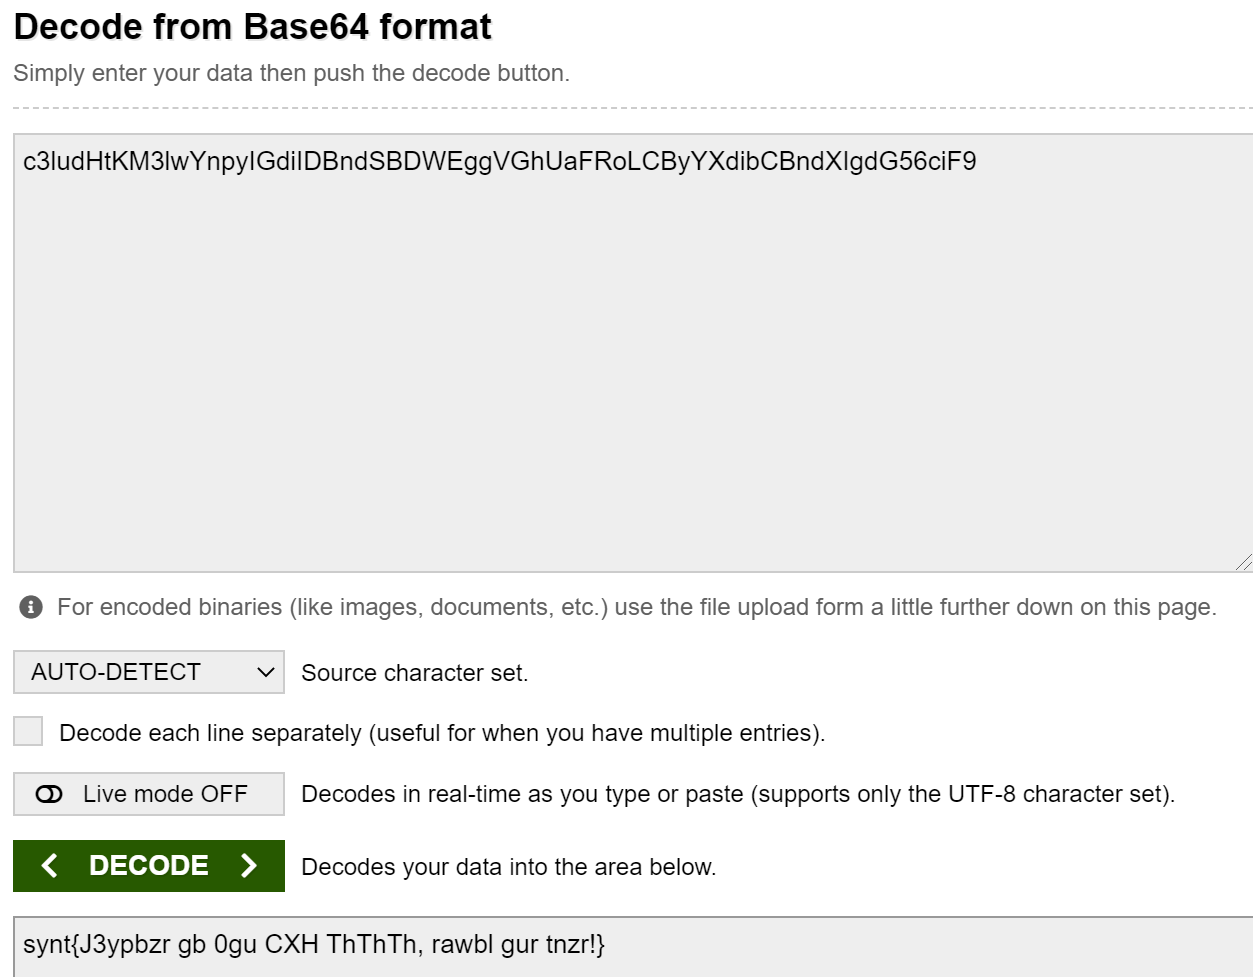 Decode from Base64 format
Simply enter your data then push the decode button.
c3ludHtKM3lwYnpyIGdiIDBndSBDWEggVGhUaFRoLCByYXdibCBndXIgdG56ciF9
For encoded binaries (like images, documents, etc.) use the file upload form a little further down on this page.
AUTO-DETECT Source character set.
Decode each line separately (useful for when you have multiple entries).
Live mode OFF Decodes in real-time as you type or paste (supports only the UTF-8 character set).
DECODE Decodes your data into the area below.
synt{J3ypbzr gb 0gu CXH ThThTh, rawbl gur tnzr!}